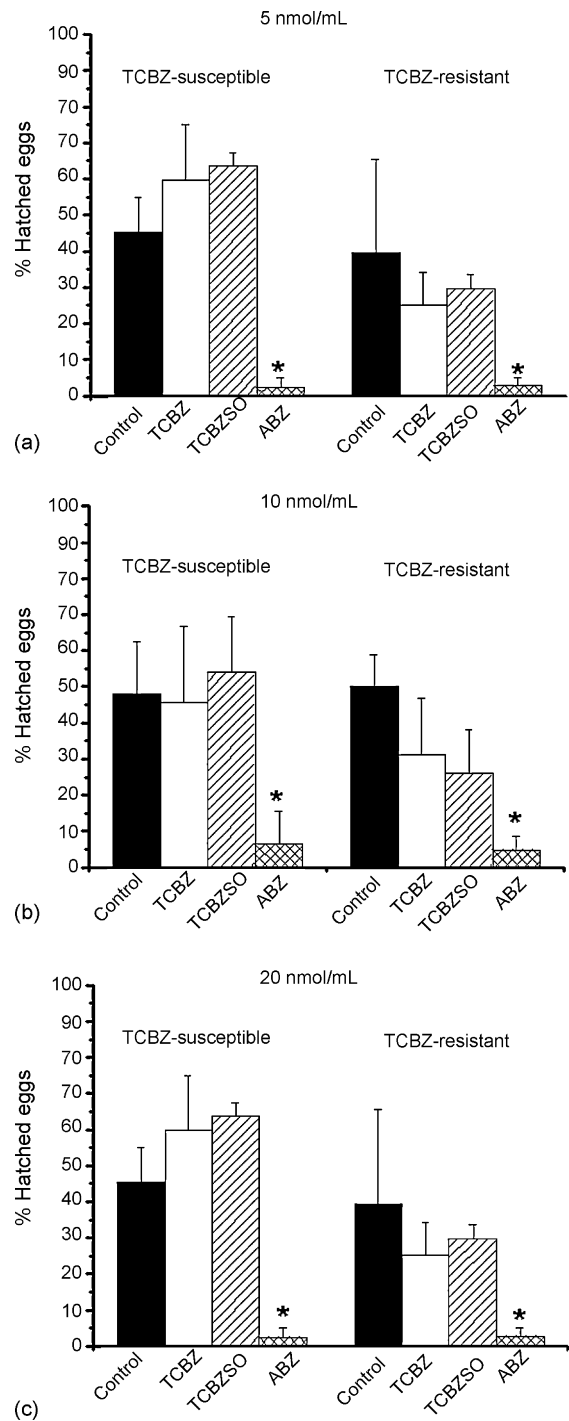 5 nmol/mL
TCBZ-susceptible
TCBZ-resistant
% Hatched eggs
100
90
80
70
60
50
40
30
20
10
0
*
*
Control
TCBZ
TCBZSO
ABZ
Control
TCBZ
TCBZSO
ABZ
(a)
10 nmol/mL
TCBZ-susceptible
TCBZ-resistant
% Hatched eggs
100
90
80
70
60
50
40
30
20
10
0
*
*
Control
TCBZ
TCBZSO
ABZ
Control
TCBZ
TCBZSO
ABZ
(b)
20 nmol/mL
TCBZ-susceptible
TCBZ-resistant
% Hatched eggs
100
90
80
70
60
50
40
30
20
10
0
*
*
Control
TCBZ
TCBZSO
ABZ
Control
TCBZ
TCBZSO
ABZ
(c)